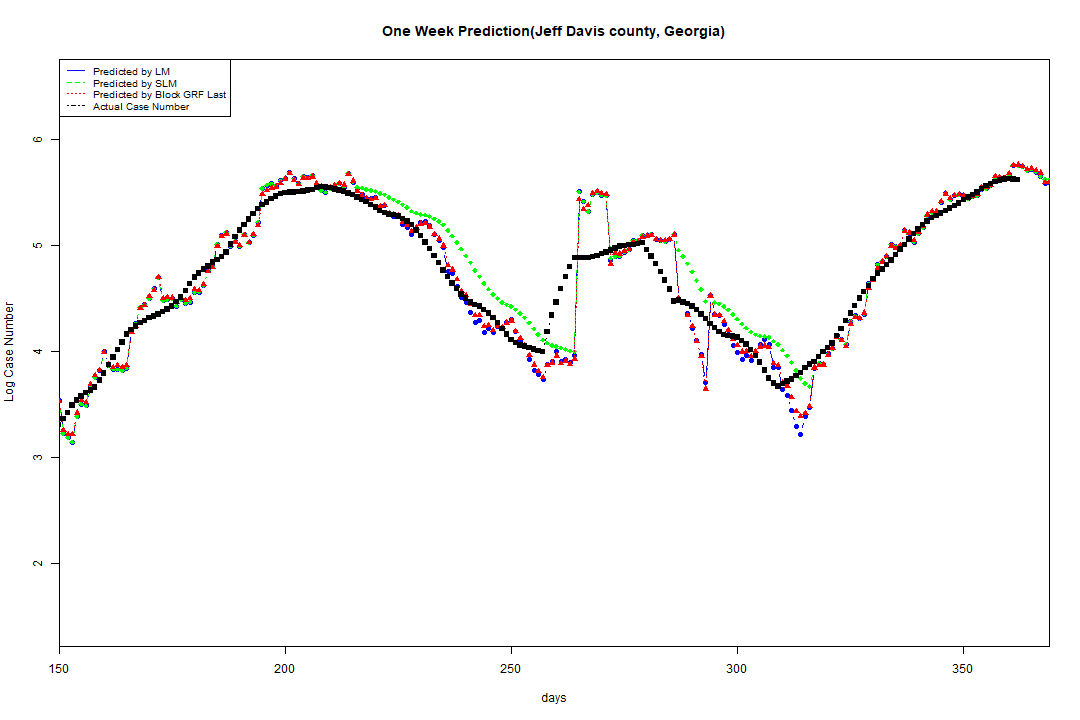 One Week Prediction(Jeff Davis county, Georgia)
Predicted by LM
Predicted by SLM
Predicted by Block GRF Last
Actual Case Number
Log Case Number
6
5
4
3
2
150 200 250 300 350
days